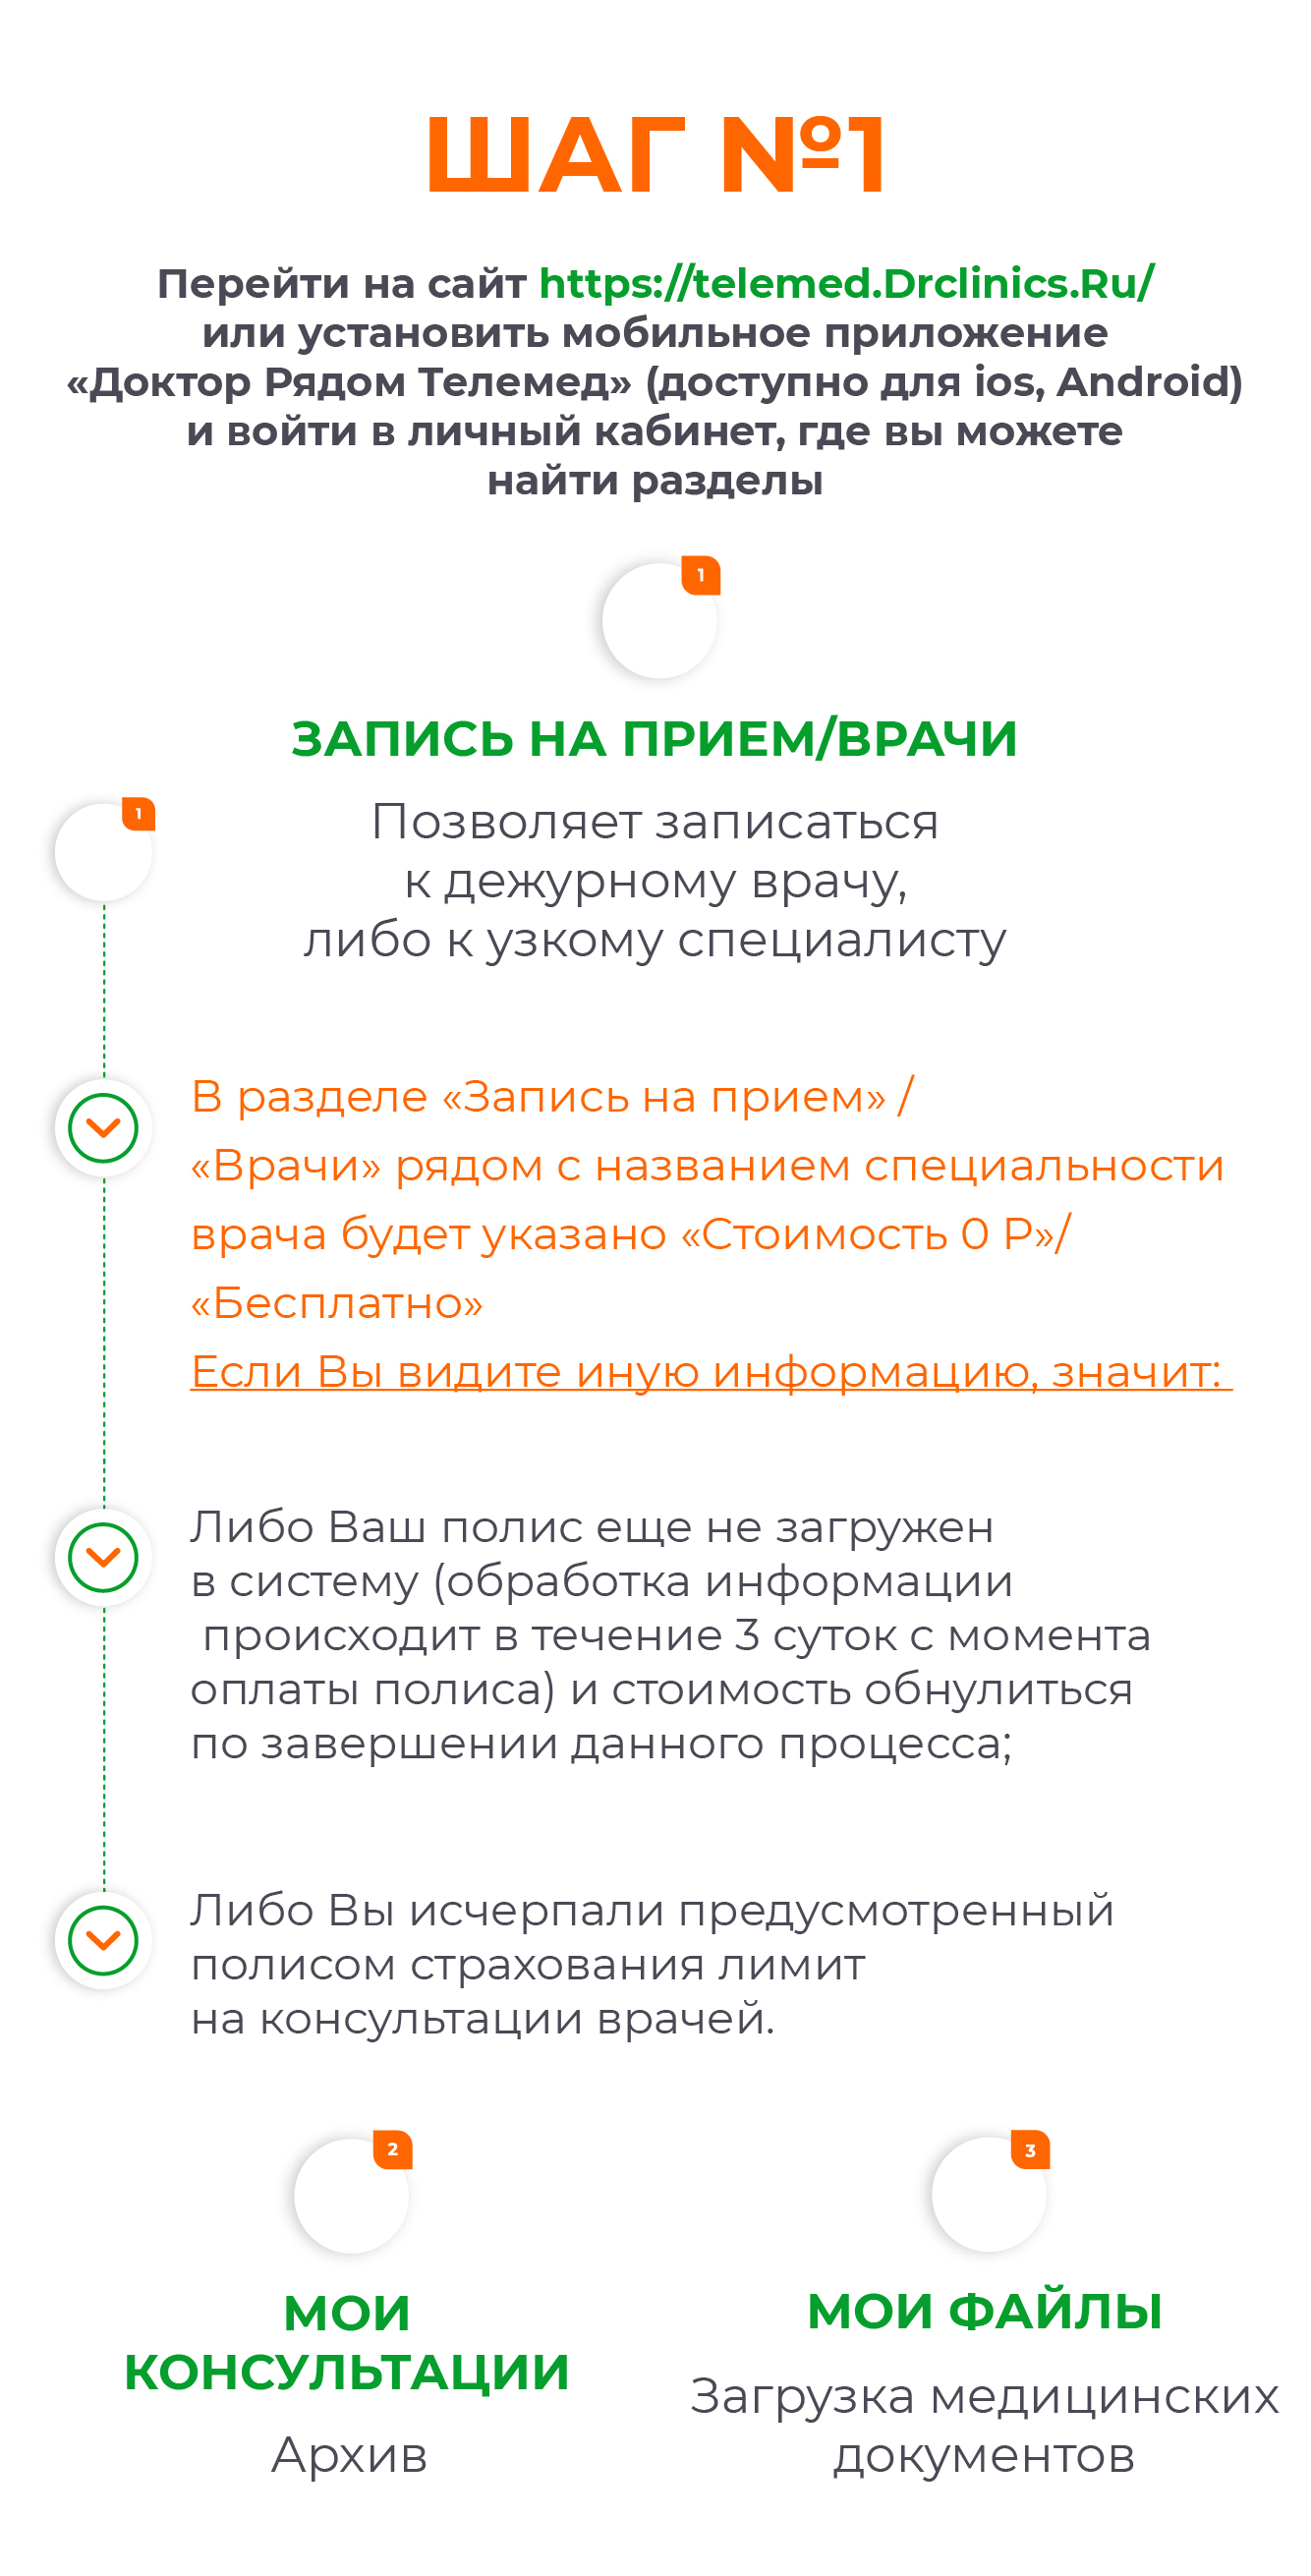 ШАГ №1
Перейти на сайт https://telemed.Drclinics.Ru/
или установить мобильное приложение
«Доктор Рядом Телемед» (доступно для ios, Android)
и войти в личный кабинет, где вы можете
найти разделы
1
ЗАПИСЬ НА ПРИЕМ/ВРАЧИ
1
Позволяет записаться
к дежурному врачу,
либо к узкому специалисту
В разделе «Запись на прием» /
«Врачи» рядом с названием специальности
врача будет указано «Стоимость 0 Р»/
«Бесплатно»
Если Вы видите иную информацию, значит:
Либо Ваш полис еще не загружен
в систему (обработка информации
происходит в течение 3 суток с момента
оплаты полиса) и стоимость обнулиться
по завершении данного процесса;
Либо Вы исчерпали предусмотренный
полисом страхования лимит
на консультации врачей.
2
МОИ
КОНСУЛЬТАЦИИ
Архив
3
МОИ ФАЙЛЫ
Загрузка медицинских
документов